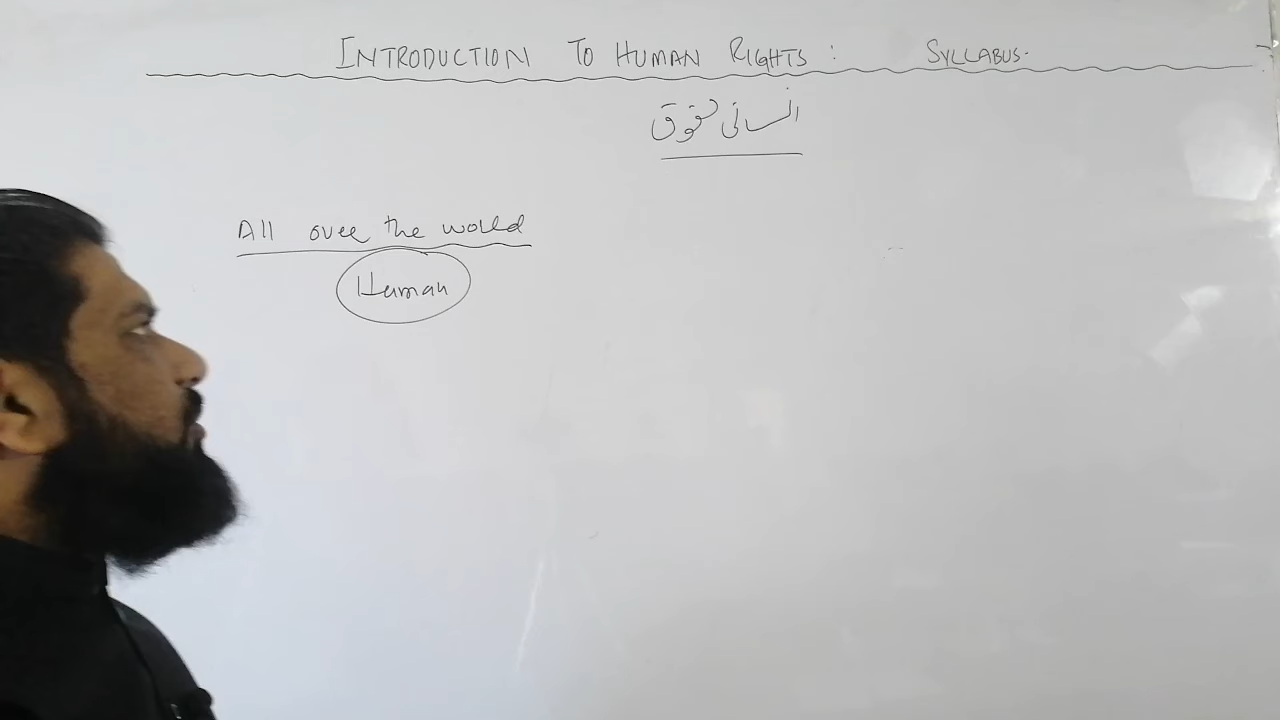 INTRODUCTION TO HUMAN RIGHTS : SYLLABUS.
انسانی حقوق
All over the world
Human